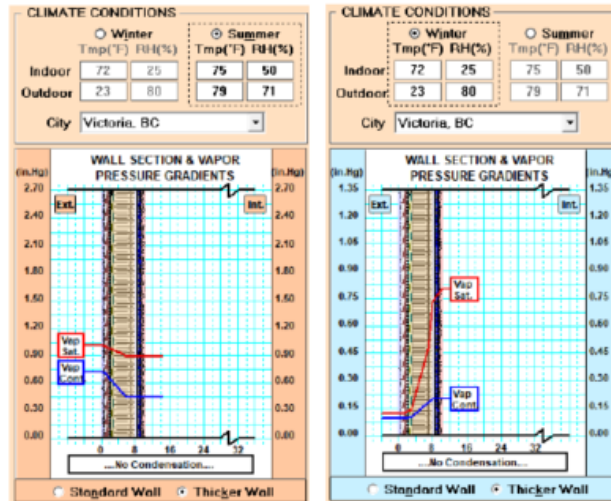 CLIMATE CONDITIONS
Winter Summer
Tmp(°F) RH(%) Tmp(°F) RH(%)
Indoor 72 25 75 50
Outdoor 23 80 79 71
City Victoria, BC
(in.Hg) WALL SECTION & VAPOR PRESSURE GRADIENTS (in.Hg)
2.70 2.70
Ext. Int.
2.40 2.40
2.10 2.10
1.80 1.80
1.50 1.50
1.20 1.20
Vap Sat.
0.90 0.90
Vap Cont
0.60 0.60
0.30 0.30
0.00 0.00
0 8 16 24 32
....No Condensation....
Standard Wall Thicker Wall
CLIMATE CONDITIONS
Winter Summer
Tmp(°F) RH(%) Tmp(°F) RH(%)
Indoor 72 25 75 50
Outdoor 23 80 79 71
City Victoria, BC
(in.Hg) WALL SECTION & VAPOR PRESSURE GRADIENTS (in.Hg)
1.35 1.35
Ext. Int.
1.20 1.20
1.05 1.05
0.90 0.90
Vap Sat.
0.75 0.75
0.60 0.60
0.45 0.45
0.30 0.30
Vap Cont
0.15 0.15
0.00 0.00
0 8 16 24 32
....No Condensation....
Standard Wall Thicker Wall